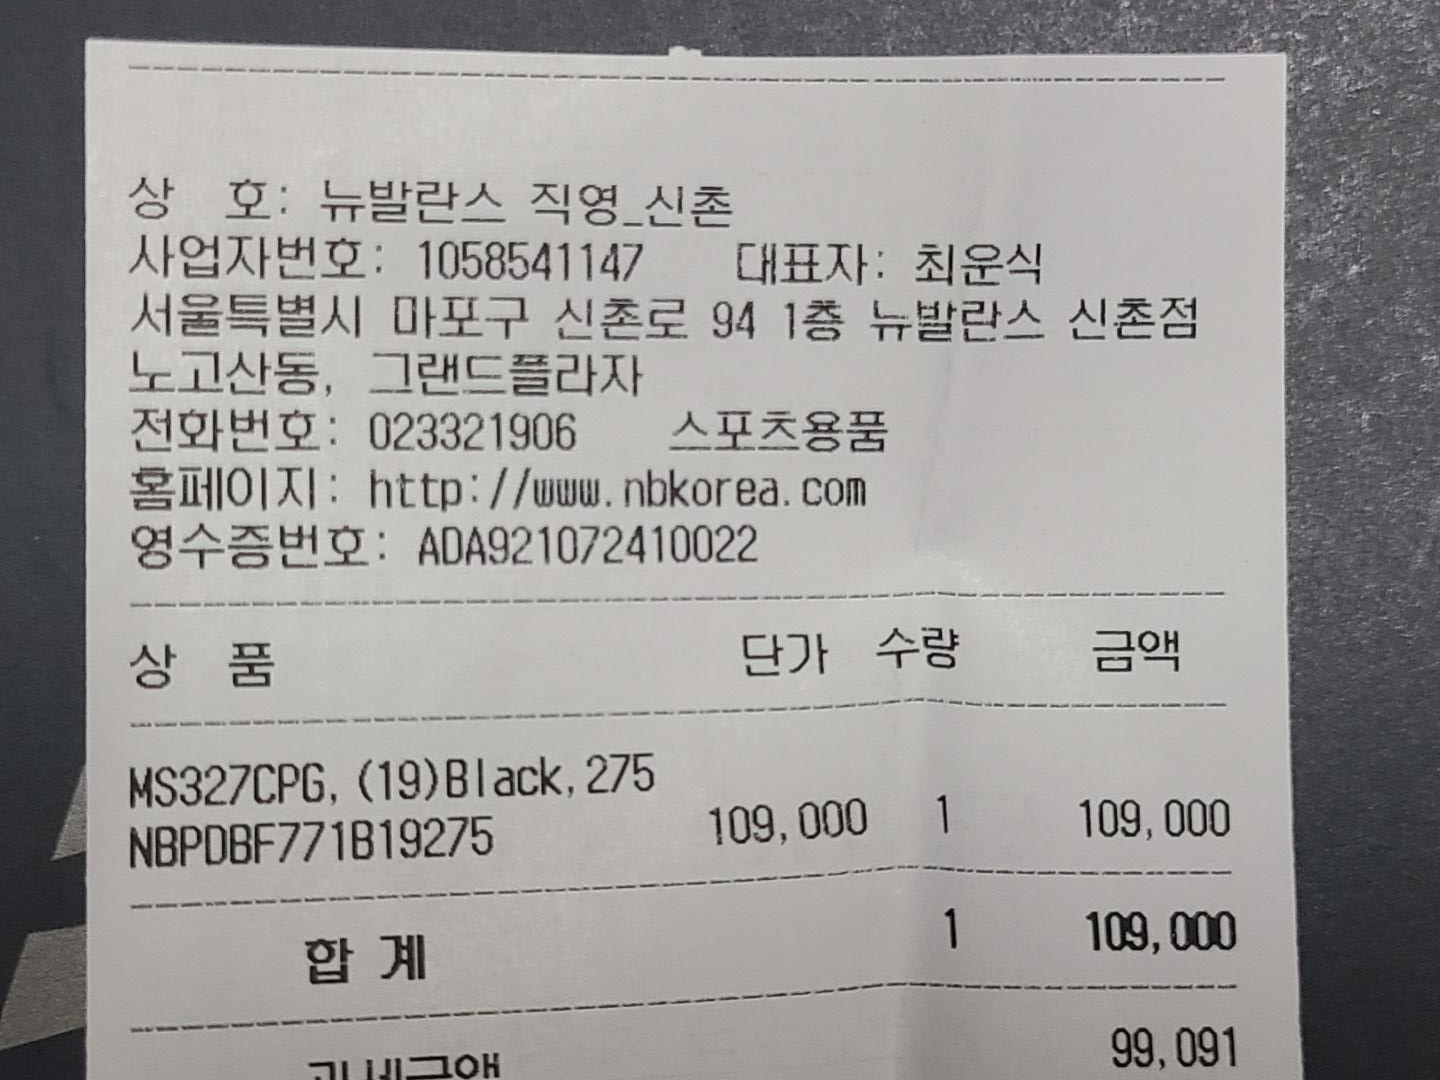 상 호: 뉴발란스 직영_신촌
사업자번호: 1058541147 대표자: 최운식
서울특별시 마포구 신촌로 94 1층 뉴발란스 신촌점
노고산동, 그랜드플라자
전화번호: 023321906 스포츠용품
홈페이지: http://www.nbkorea.com
영수증번호: ADA921072410022
상 품 단가 수량 금액
MS327CPG, (19)Black, 275
NBPDBF771B19275 109,000 1 109,000
합 계 1 109,000
과세금액 99,091